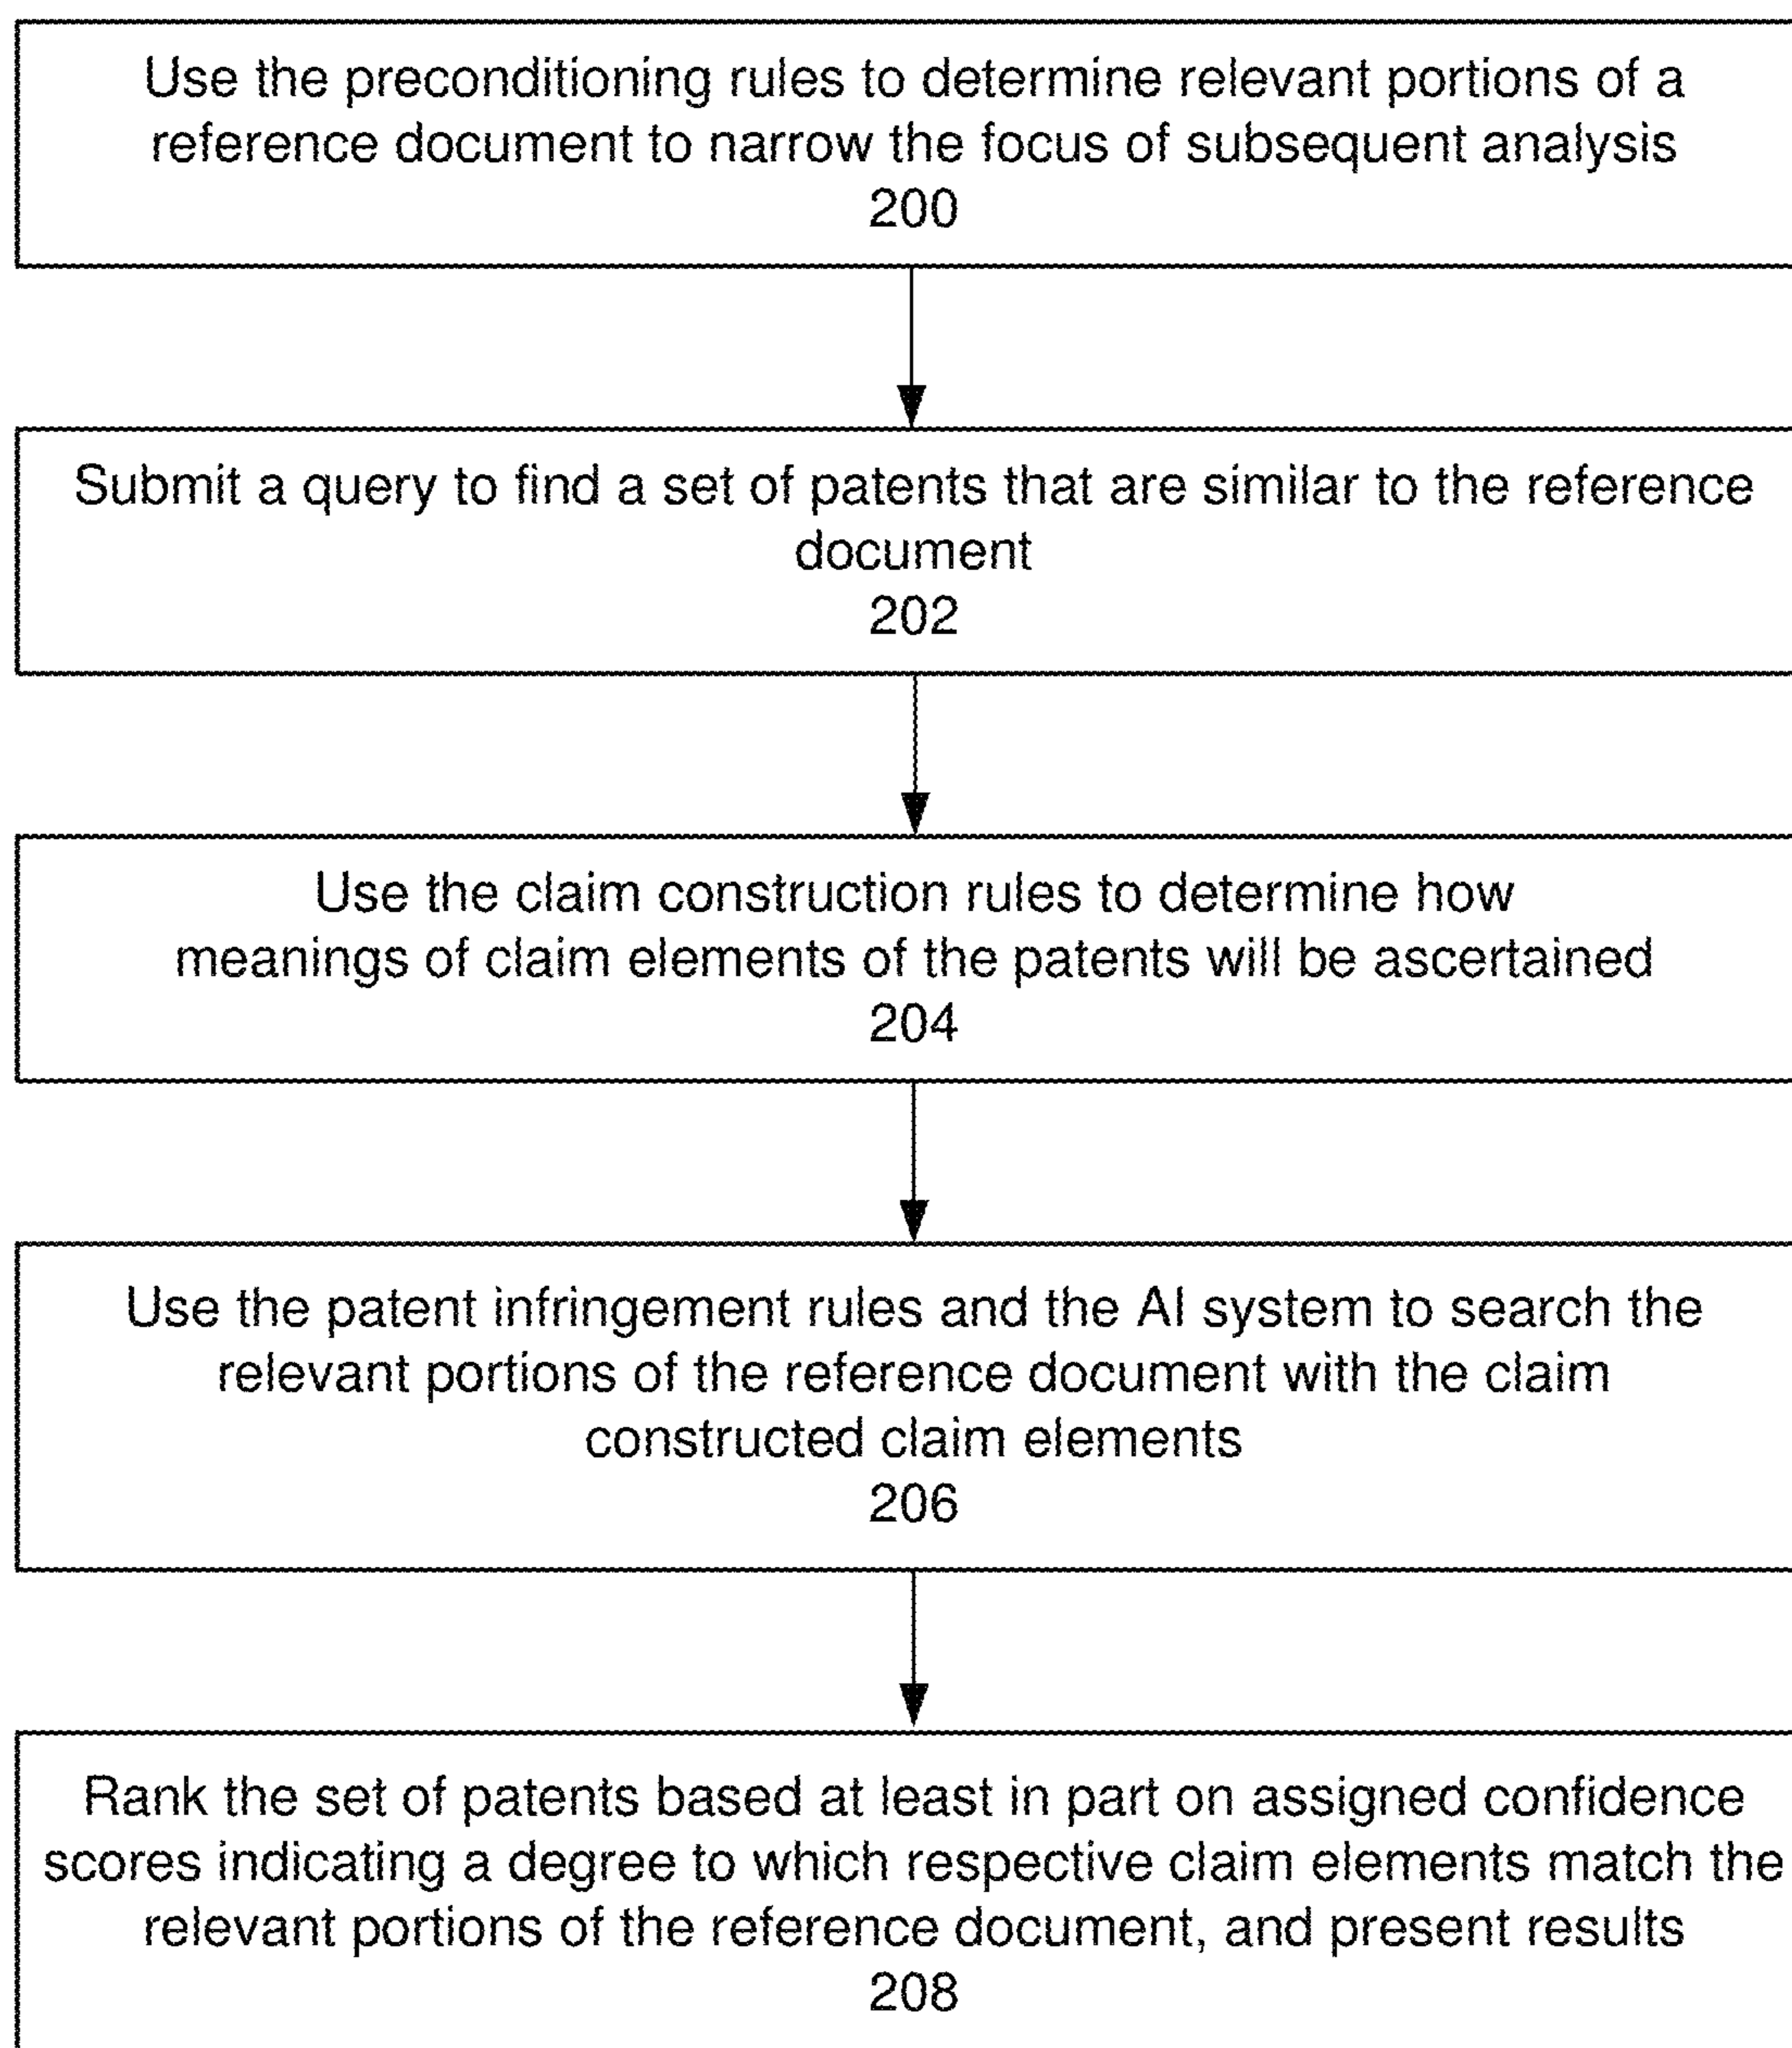 Use the preconditioning rules to determine relevant portions of a
reference document to narrow the focus of subsequent analysis
200
Submit a query to find a set of patents that are similar to the reference
document
202
Use the claim construction rules to determine how
meanings of claim elements of the patents will be ascertained
204
Use the patent infringement rules and the AI system to search the
relevant portions of the reference document with the claim
constructed claim elements
206
Rank the set of patents based at least in part on assigned confidence
scores indicating a degree to which respective claim elements match the
relevant portions of the reference document, and present results
208